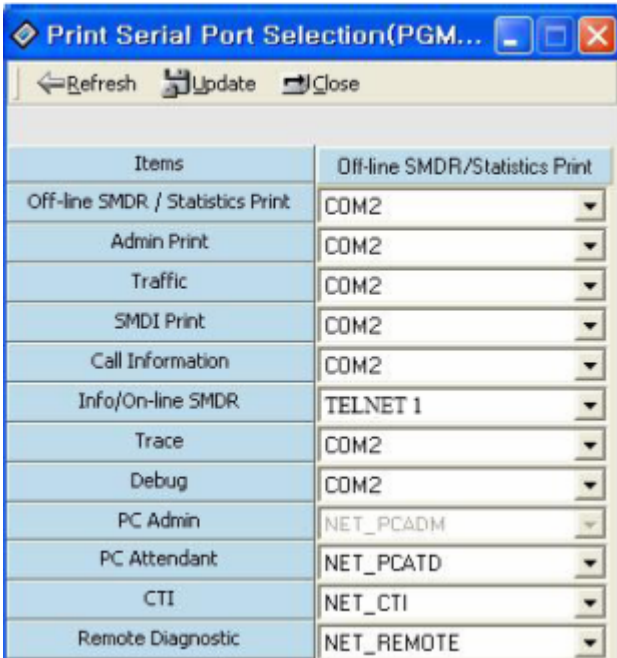 Print Serial Port Selection(PGM...
Refresh Update Close
Items Off-line SMDR/Statistics Print
Off-line SMDR / Statistics Print COM2
Admin Print COM2
Traffic COM2
SMDI Print COM2
Call Information COM2
Info/On-line SMDR TELNET 1
Trace COM2
Debug COM2
PC Admin NET_PCADM
PC Attendant NET_PCATD
CTI NET_CTI
Remote Diagnostic NET_REMOTE